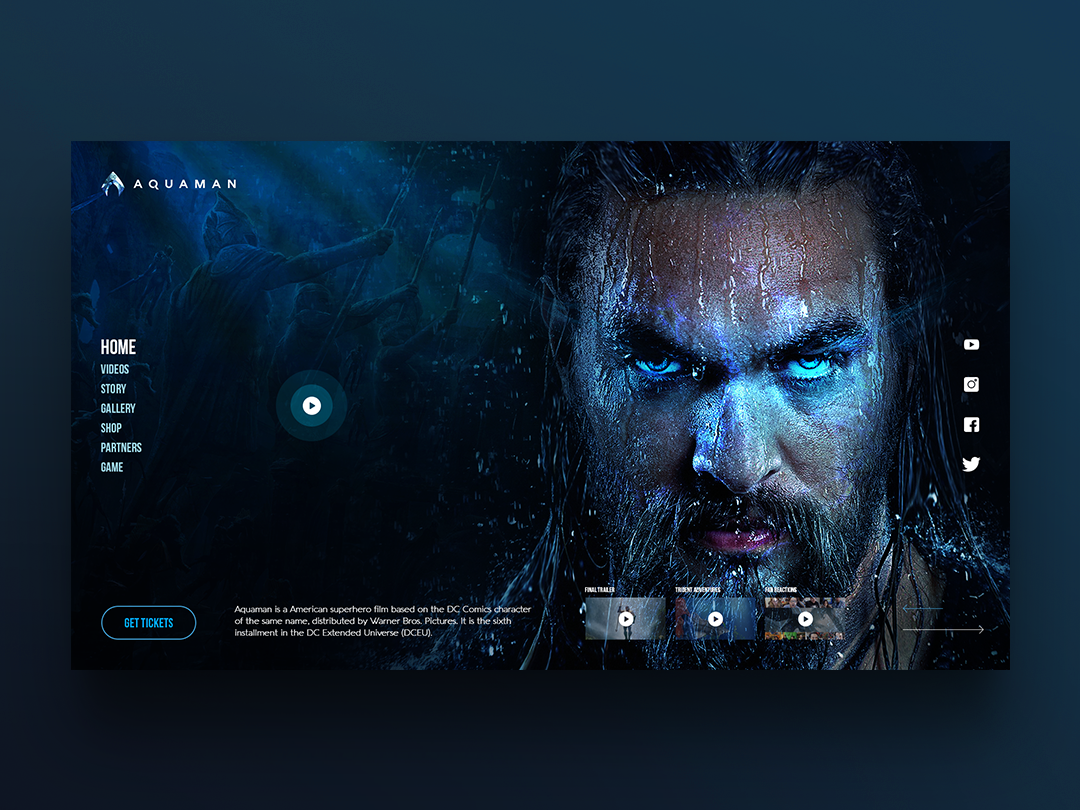 AQUAMAN
HOME
VIDEOS
STORY
GALLERY
SHOP
PARTNERS
GAME
GET TICKETS
Aquaman is a American superhero film based on the DC Comics character
of the same name, distributed by Warner Bros. Pictures. It is the sixth
installment in the DC Extended Universe (DCEU).
FINAL TRAILER
TRIDENT ADVENTURES
FAN REACTIONS